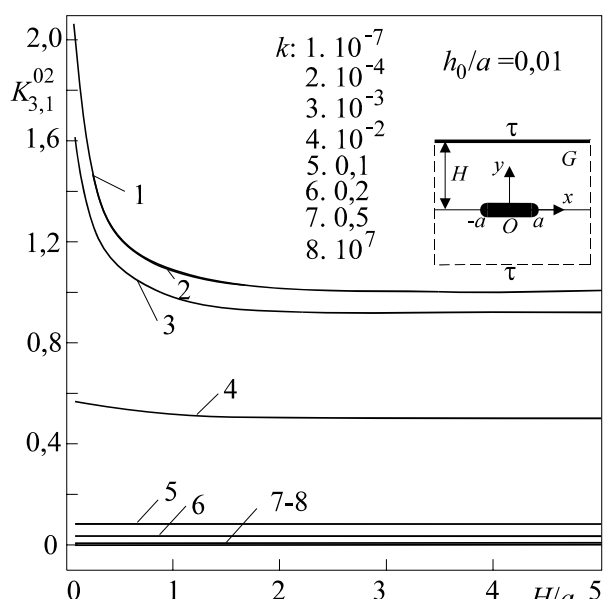 2,0
K_{3,1}^{02}
1,6
1,2
0,8
0,4
0
k: 1. 10^{-7}
2. 10^{-4}
3. 10^{-3}
4. 10^{-2}
5. 0,1
6. 0,2
7. 0,5
8. 10^{7}
h_0/a =0,01
τ
H
y
G
x
-a
O
a
τ
1
2
3
4
5
6
7-8
0
1
2
3
4
5
H/a